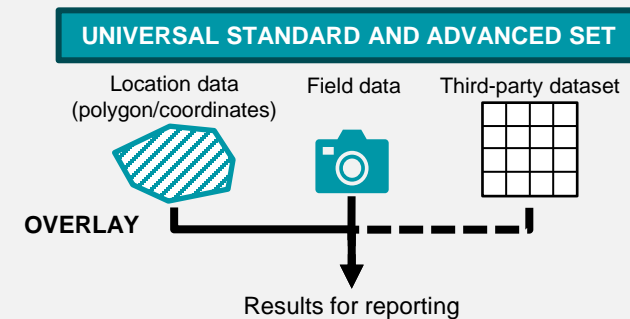 UNIVERSAL STANDARD AND ADVANCED SET
Location data
(polygon/coordinates)
Field data
Third-party dataset
OVERLAY
Results for reporting